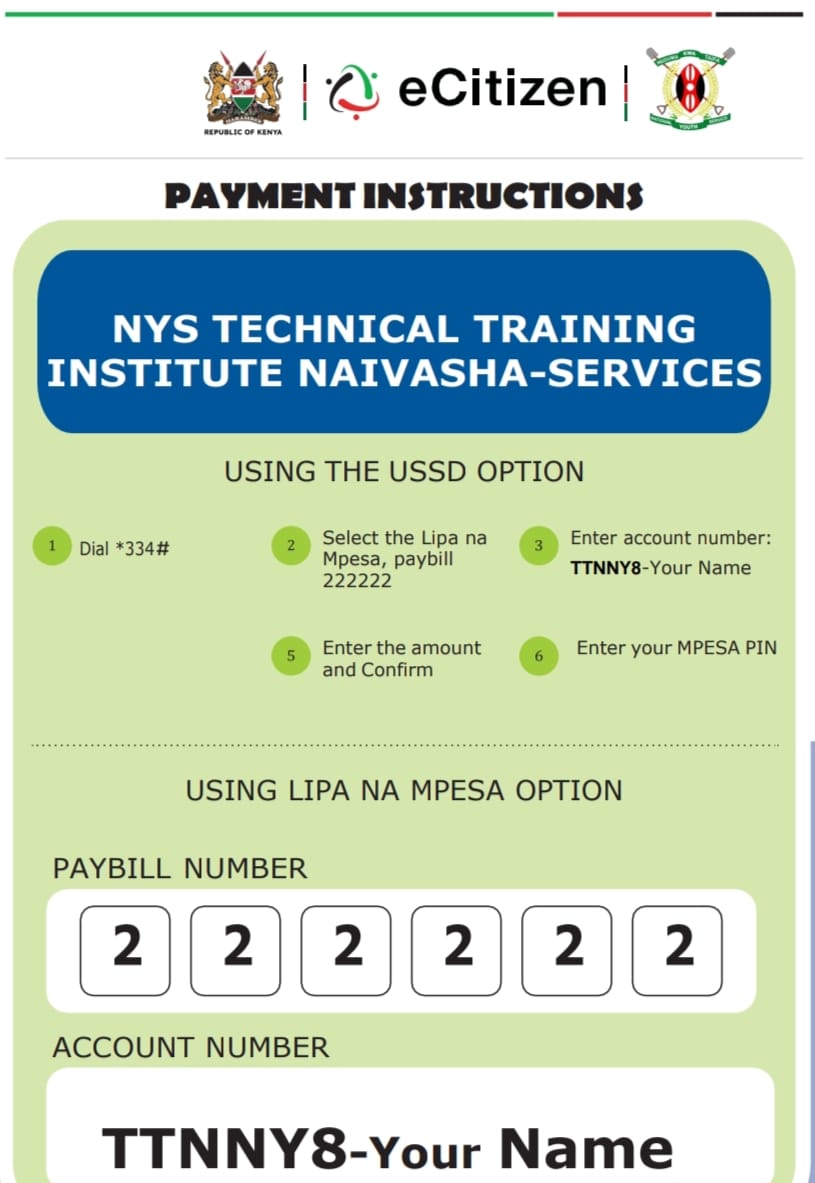 REPUBLIC OF KENYA
eCitizen
PAYMENT INSTRUCTIONS
NYS TECHNICAL TRAINING
INSTITUTE NAIVASHA-SERVICES
USING THE USSD OPTION
1 Dial *334#
2 Select the Lipa na
Mpesa, paybill
222222
3 Enter account number:
TTNNY8-Your Name
5 Enter the amount
and Confirm
6 Enter your MPESA PIN
USING LIPA NA MPESA OPTION
PAYBILL NUMBER
2 2 2 2 2 2
ACCOUNT NUMBER
TTNNY8-Your Name